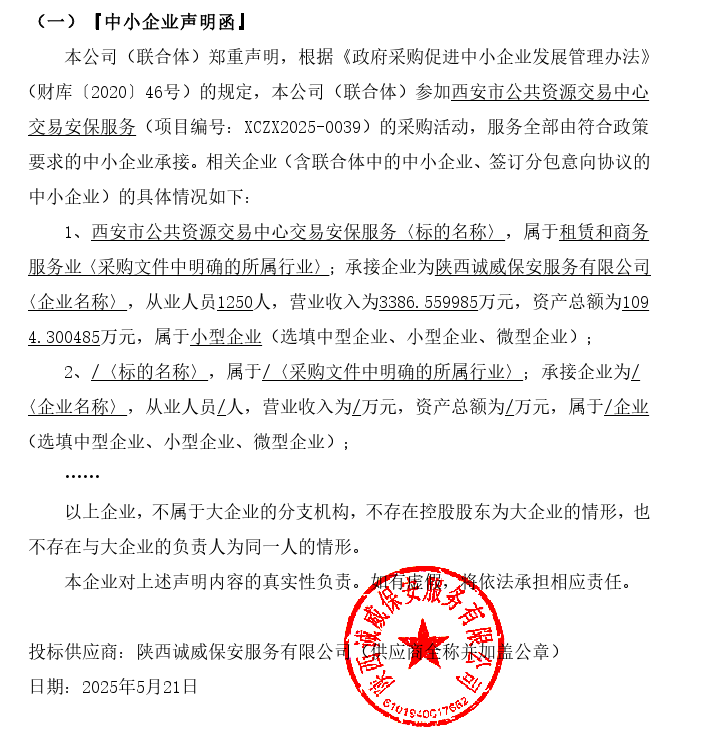 （一）『中小企业声明函』
本公司（联合体）郑重声明，根据《政府采购促进中小企业发展管理办法》
（财库〔2020〕46号）的规定，本公司（联合体）参加西安市公共资源交易中心
交易安保服务（项目编号：XCZX2025-0039）的采购活动，服务全部由符合政策
要求的中小企业承接。相关企业（含联合体中的中小企业、签订分包意向协议的
中小企业）的具体情况如下：
1、西安市公共资源交易中心交易安保服务〈标的名称〉，属于租赁和商务
服务业〈采购文件中明确的所属行业〉；承接企业为陕西诚威保安服务有限公司
〈企业名称〉，从业人员1250人，营业收入为3386.559985万元，资产总额为109
4.300485万元，属于小型企业（选填中型企业、小型企业、微型企业）；
2、/〈标的名称〉，属于/〈采购文件中明确的所属行业〉；承接企业为/
〈企业名称〉，从业人员/人，营业收入为/万元，资产总额为/万元，属于/企业
（选填中型企业、小型企业、微型企业）；
……
以上企业，不属于大企业的分支机构，不存在控股股东为大企业的情形，也
不存在与大企业的负责人为同一人的情形。
本企业对上述声明内容的真实性负责。如有虚假，将依法承担相应责任。
投标供应商：陕西诚威保安服务有限公司（供应商全称并加盖公章）
日期：2025年5月21日
陕西诚威保安服务有限公司
6101940017682